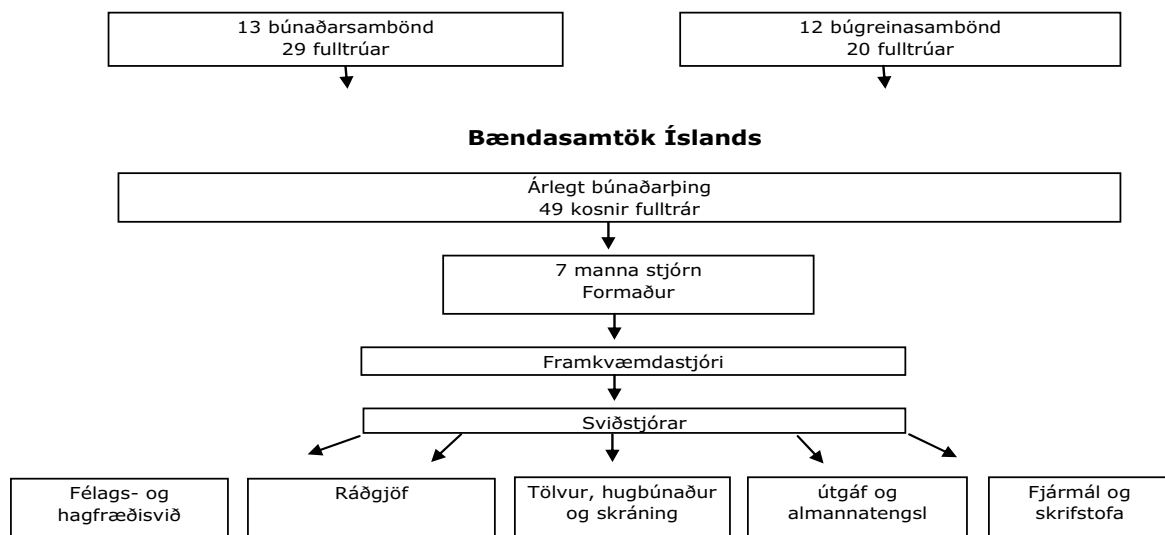 13 búnaðarsambönd
29 fulltrúar
12 búgreinasambönd
20 fulltrúar
Bændasamtök Íslands
Árlegt búnaðarþing
49 kosnir fulltrár
7 manna stjórn
Formaður
Framkvæmdastjóri
Sviðstjórar
Félags- og
hagfræðisvið
Ráðgjöf
Tölvur, hugbúnaður
og skráning
útgáf og
almannatengsl
Fjármál og
skrifstofa